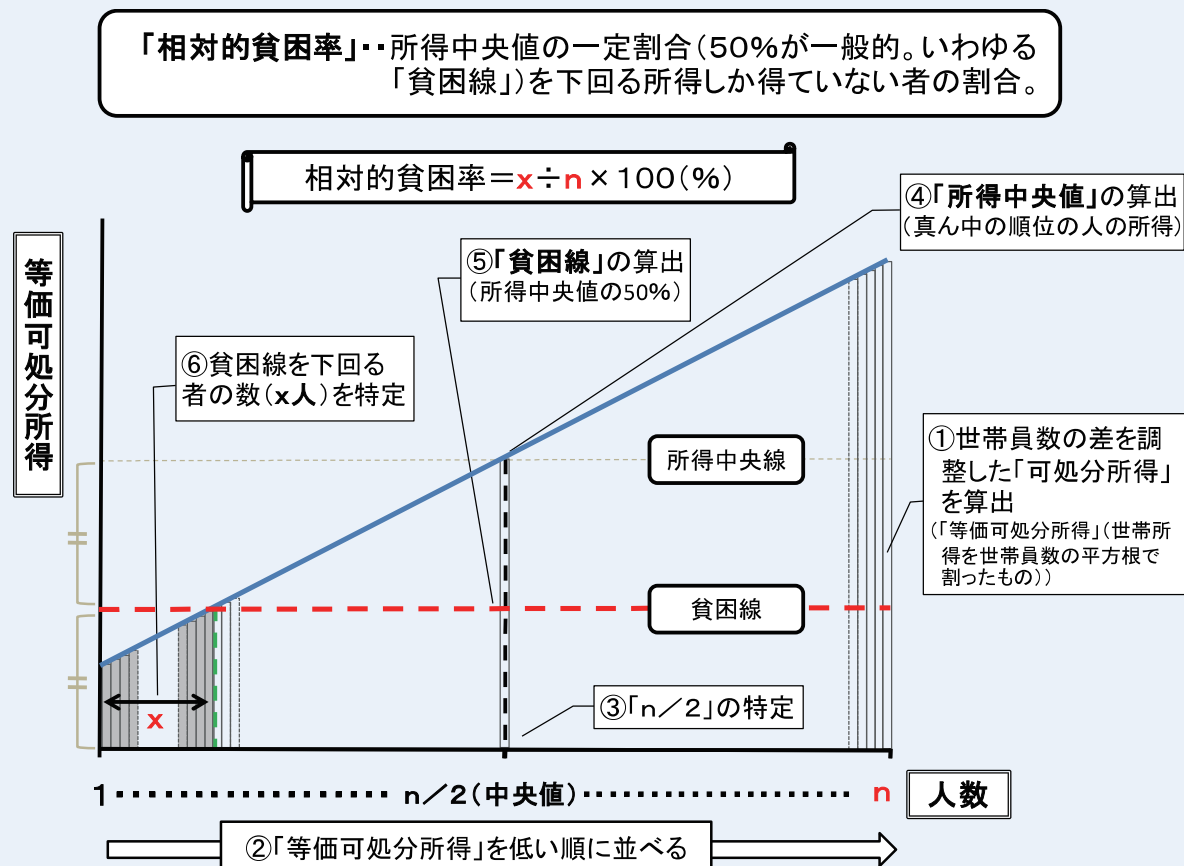 「相対的貧困率」‥所得中央値の一定割合(50%が一般的。いわゆる
「貧困線」)を下回る所得しか得ていない者の割合。
相対的貧困率=x÷n×100(%)
④「所得中央値」の算出
(真ん中の順位の人の所得)
⑤「貧困線」の算出
(所得中央値の50%)
等価可処分所得
⑥貧困線を下回る
者の数(x人)を特定
所得中央線
①世帯員数の差を調
整した「可処分所得」
を算出
(「等価可処分所得」(世帯所
得を世帯員数の平方根で
割ったもの))
貧困線
x
③「n/2」の特定
1・・・・・・・・・・・・・・・・ n/2(中央値)・・・・・・・・・・・・・・・・ n 人数
②「等価可処分所得」を低い順に並べる